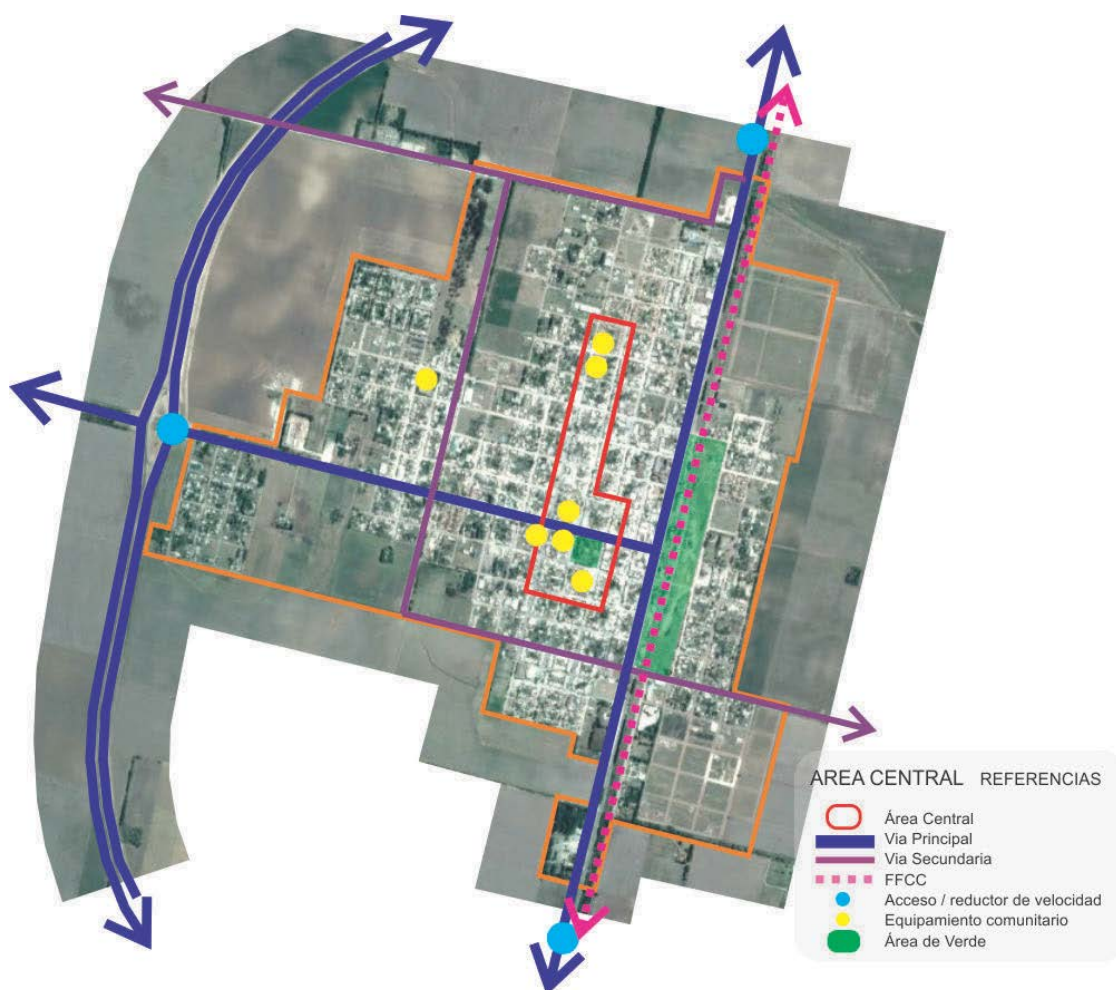 AREA CENTRAL REFERENCIAS
Área Central
Via Principal
Via Secundaria
FFCC
Acceso / reductor de velocidad
Equipamiento comunitario
Área de Verde